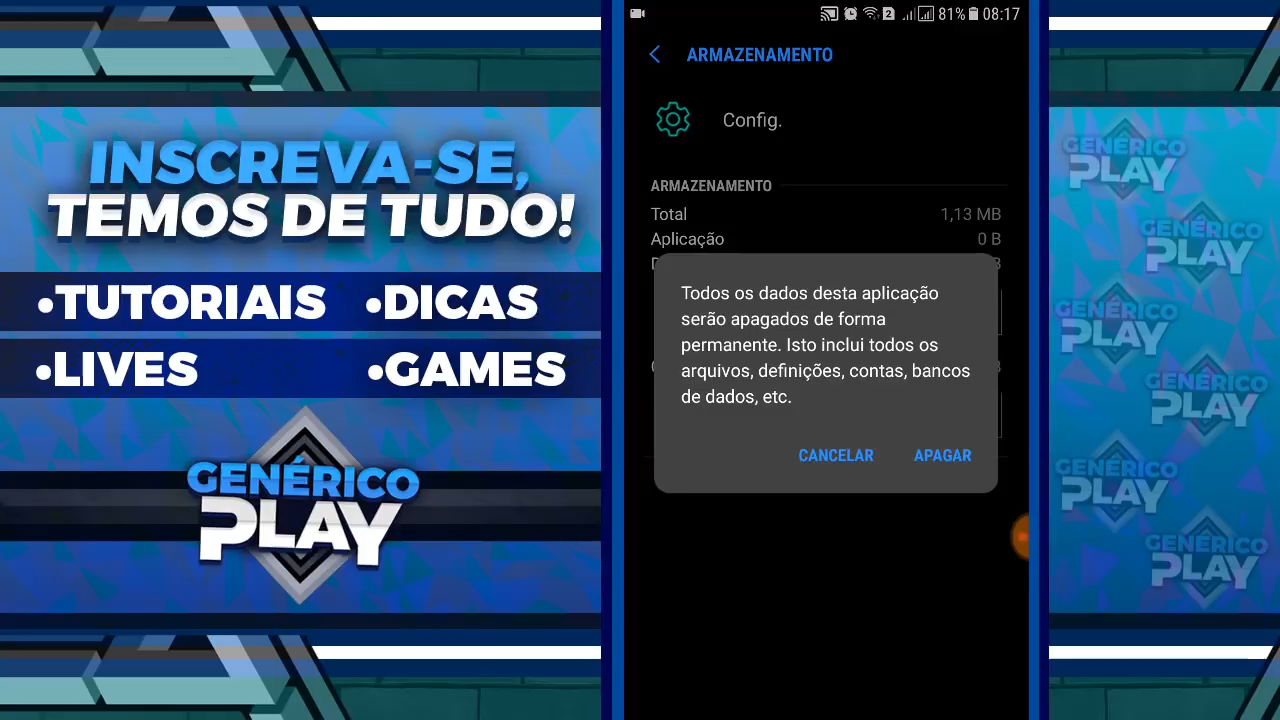 INSCREVA-SE,
TEMOS DE TUDO!
•TUTORIAIS •DICAS
•LIVES •GAMES
GENÉRICO
PLAY
2 81% 08:17
ARMAZENAMENTO
Config.
ARMAZENAMENTO
Total 1,13 MB
Aplicação 0 B
Todos os dados desta aplicação
serão apagados de forma
permanente. Isto inclui todos os
arquivos, definições, contas, bancos
de dados, etc.
CANCELAR APAGAR
GENÉRICO
PLAY
GENÉRICO
PLAY
GENÉRICO
PLAY
GENÉRICO
PLAY
GENÉRICO
PLAY
GENÉRICO
PLAY